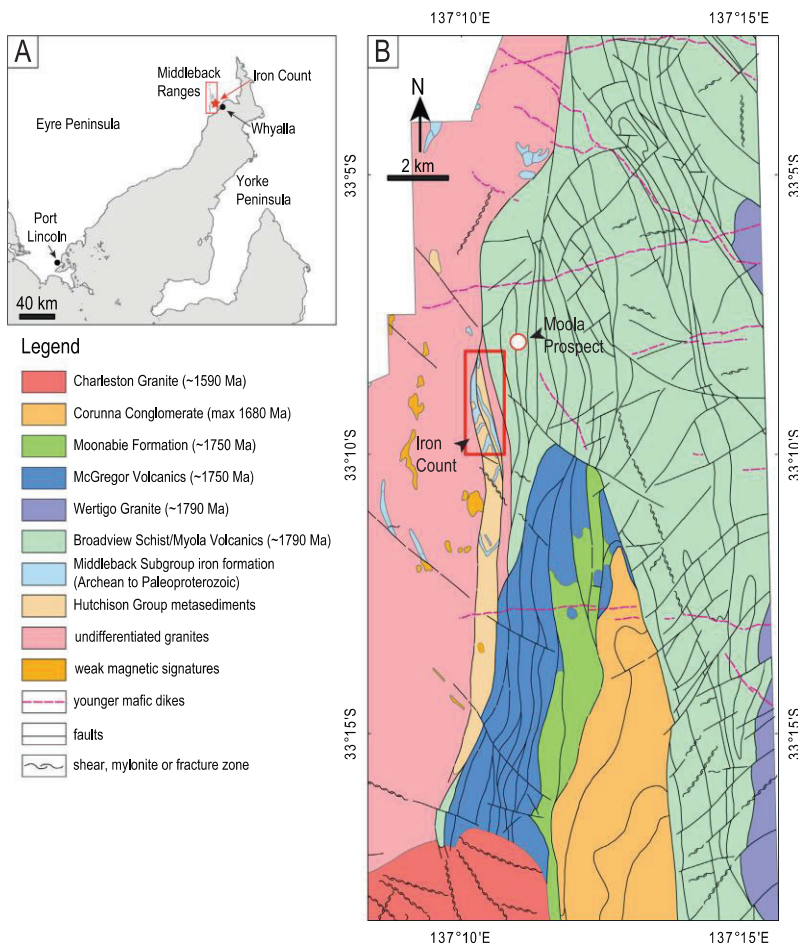 137°10'E
137°15'E
A
Middleback
Ranges
Iron Count
Eyre Peninsula
Whyalla
Yorke
Peninsula
Port
Lincoln
40 km
B
N
2 km
33°5'S
33°5'S
Moola
Prospect
Iron
Count
33°10'S
33°10'S
33°15'S
33°15'S
Legend
Charleston Granite (~1590 Ma)
Corunna Conglomerate (max 1680 Ma)
Moonabie Formation (~1750 Ma)
McGregor Volcanics (~1750 Ma)
Wertigo Granite (~1790 Ma)
Broadview Schist/Myola Volcanics (~1790 Ma)
Middleback Subgroup iron formation
(Archean to Paleoproterozoic)
Hutchison Group metasediments
undifferentiated granites
weak magnetic signatures
younger mafic dikes
faults
shear, mylonite or fracture zone
137°10'E
137°15'E